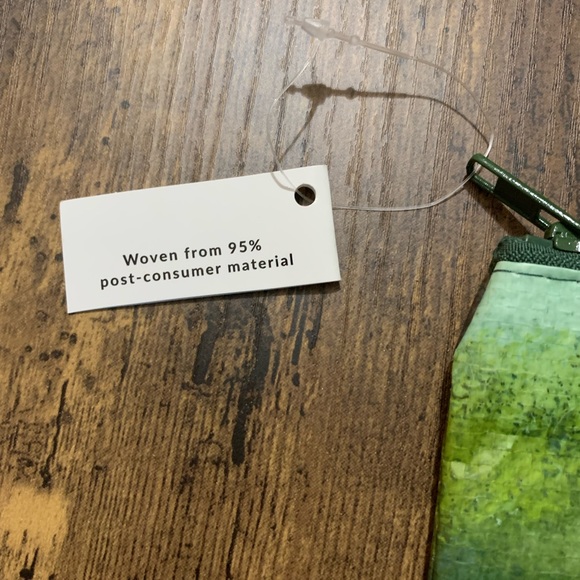 Woven from 95%
post-consumer material